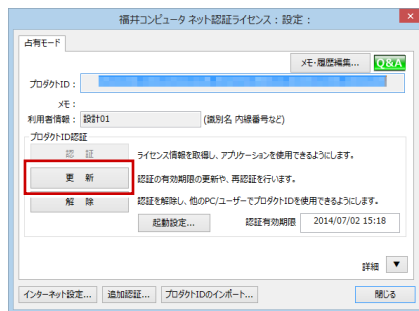 福井コンピュータ ネット認証ライセンス：設定：
占有モード
メモ・履歴編集... Q&A
プロダクトID：
メモ：
利用者情報： 設計01 (識別名 内線番号など)
プロダクトID認証
認　証 ライセンス情報を取得し、アプリケーションを使用できるようにします。
更　新 認証の有効期限の更新や、再認証を行います。
解　除 認証を解除し、他のPC/ユーザーでプロダクトIDを使用できるようにします。
起動設定... 認証有効期限 2014/07/02 15:18
詳細 ▼
インターネット設定... 追加認証... プロダクトIDのインポート... 閉じる